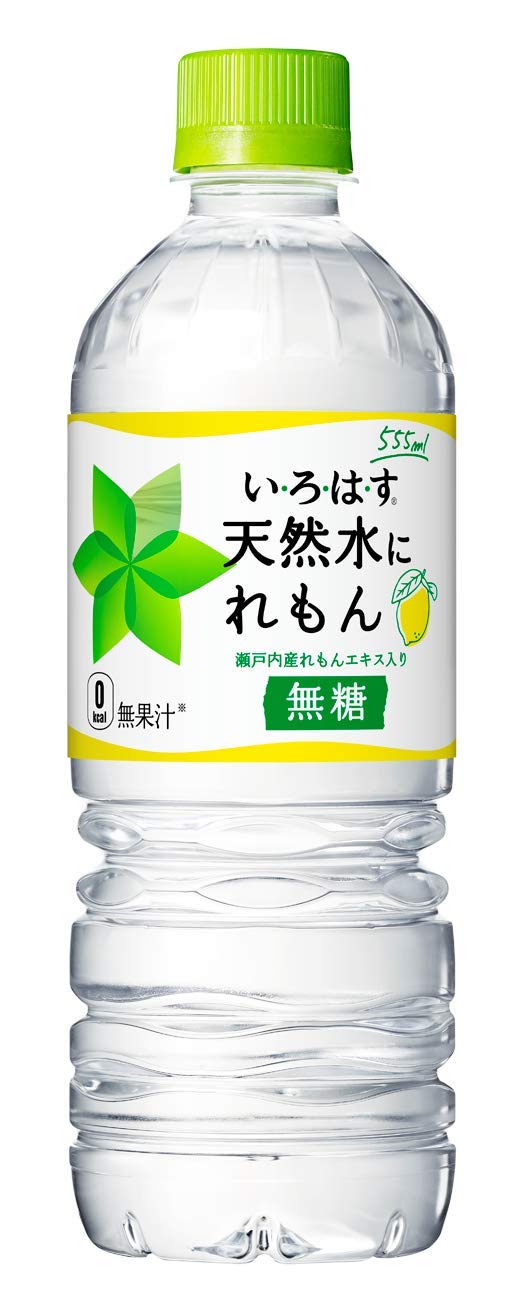 555ml
い・ろ・は・す®
天然水に
れもん
瀬戸内産れもんエキス入り
無糖
0
kcal
無果汁※